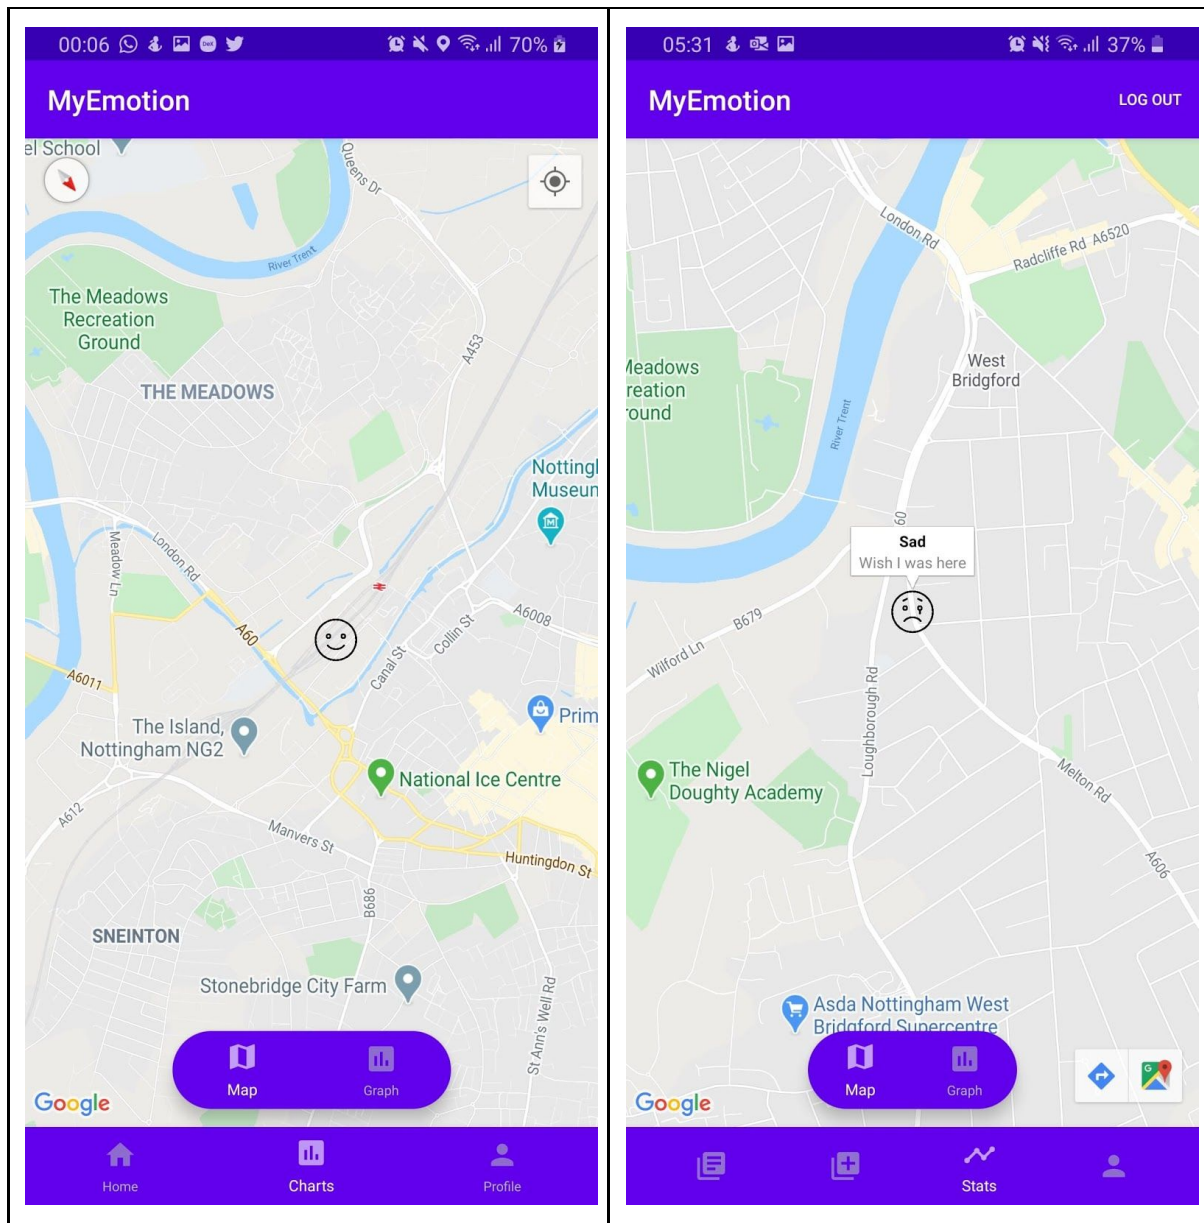 00:06
70%
MyEmotion
el School
Queens Dr
River Trent
The Meadows
Recreation
Ground
A453
THE MEADOWS
Nottingh
Museun
Meadow Ln
London Rd
A60
A6008
Collin St
Canal St
A6011
The Island,
Nottingham NG2
Prim
National Ice Centre
A612
Manvers St
Huntingdon St
B686
SNEINTON
Stonebridge City Farm
St Ann's Well Rd
Map
Graph
Google
Home
Charts
Profile
05:31
37%
MyEmotion
LOG OUT
London Rd
Radcliffe Rd A6520
West
Bridgford
Meadows
reation
round
River Trent
60
Sad
Wish I was here
B679
Wilford Ln
Loughborough Rd
The Nigel
Doughty Academy
Melton Rd
A606
Asda Nottingham West
Bridgford Supercentre
Map
Graph
Google
Stats